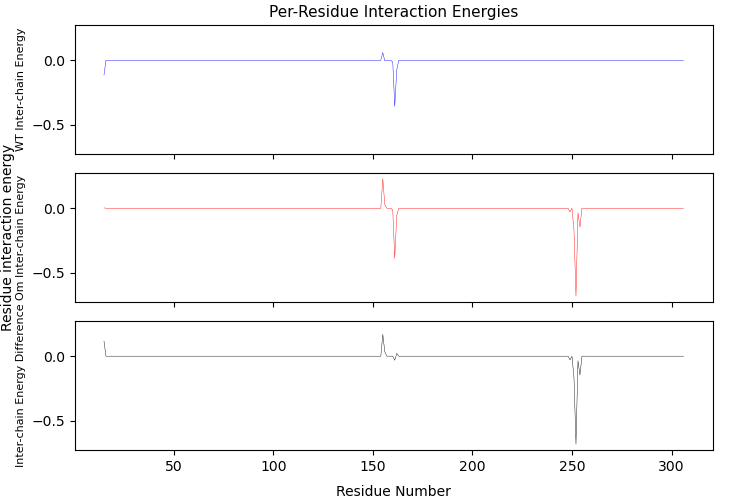 Per-Residue Interaction Energies
Residue interaction energy
WT Inter-chain Energy
0.0
−0.5
Om Inter-chain Energy
0.0
−0.5
Inter-chain Energy Difference
0.0
−0.5
50
100
150
200
250
300
Residue Number